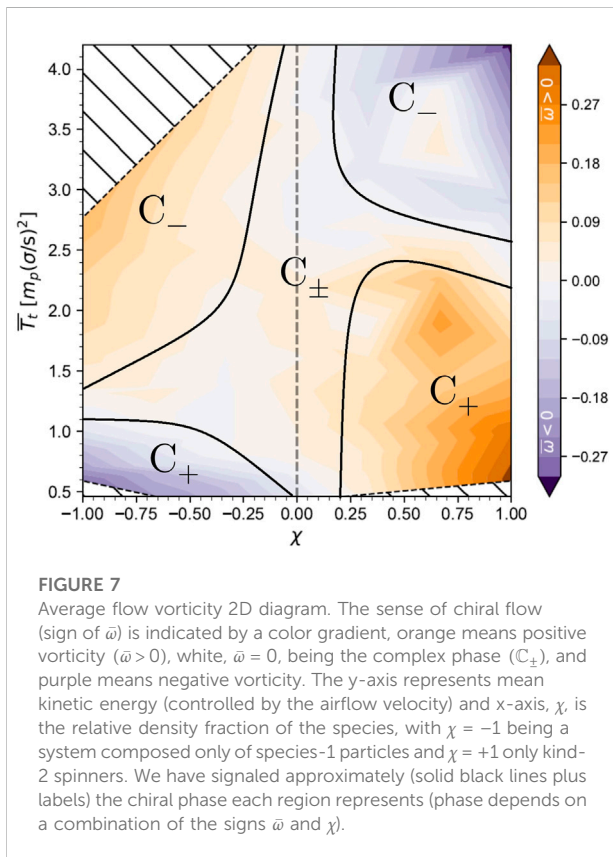 4.0
3.5
3.0
2.5
2.0
1.5
1.0
0.5
T̅ₜ [mₚ(σ/s)²]
C₋
C₋
C±
C₊
C₊
−1.00 −0.75 −0.50 −0.25 0.00 0.25 0.50 0.75 1.00
χ
ω̅>0
0.27
0.18
0.09
0.00
−0.09
−0.18
−0.27
ω̅<0
FIGURE 7
Average flow vorticity 2D diagram. The sense of chiral flow
(sign of ω̅) is indicated by a color gradient, orange means positive
vorticity (ω̅ > 0), white, ω̅ = 0, being the complex phase (ℂ±), and
purple means negative vorticity. The y-axis represents mean
kinetic energy (controlled by the airflow velocity) and x-axis, χ, is
the relative density fraction of the species, with χ = −1 being a
system composed only of species-1 particles and χ = +1 only kind-
2 spinners. We have signaled approximately (solid black lines plus
labels) the chiral phase each region represents (phase depends on
a combination of the signs ω̅ and χ).